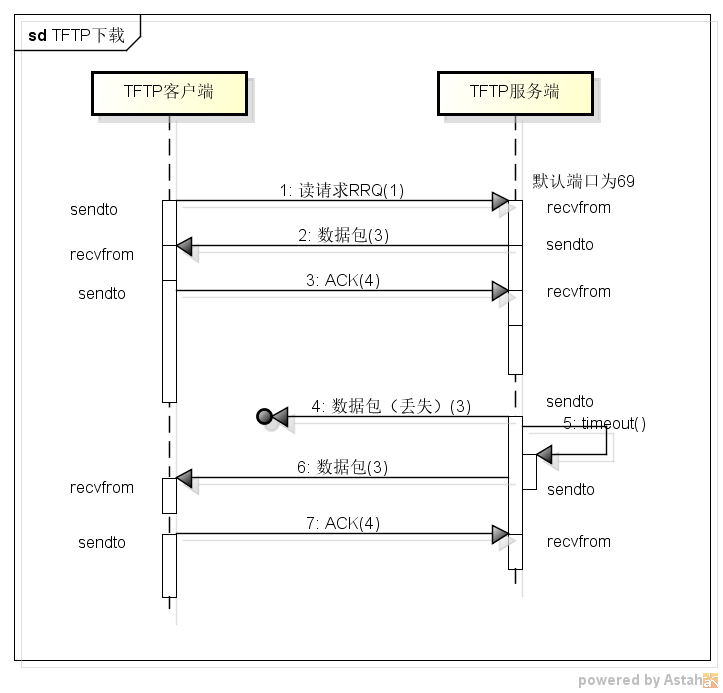 sd TFTP下载
TFTP客户端
TFTP服务端
默认端口为69
1: 读请求RRQ(1)
sendto
recvfrom
2: 数据包(3)
recvfrom
sendto
3: ACK(4)
sendto
recvfrom
4: 数据包（丢失）(3)
sendto
5: timeout()
6: 数据包(3)
recvfrom
sendto
7: ACK(4)
sendto
recvfrom
powered by Astah